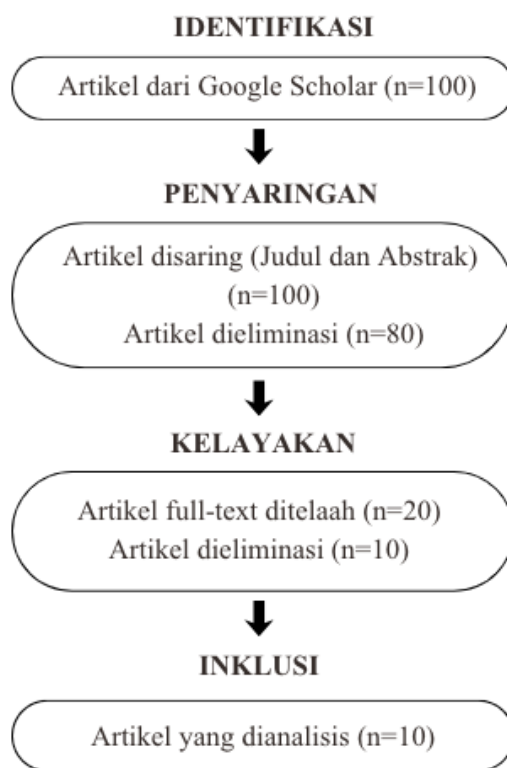 IDENTIFIKASI
Artikel dari Google Scholar (n=100)
PENYARINGAN
Artikel disaring (Judul dan Abstrak)
(n=100)
Artikel dieliminasi (n=80)
KELAYAKAN
Artikel full-text ditelaah (n=20)
Artikel dieliminasi (n=10)
INKLUSI
Artikel yang dianalisis (n=10)